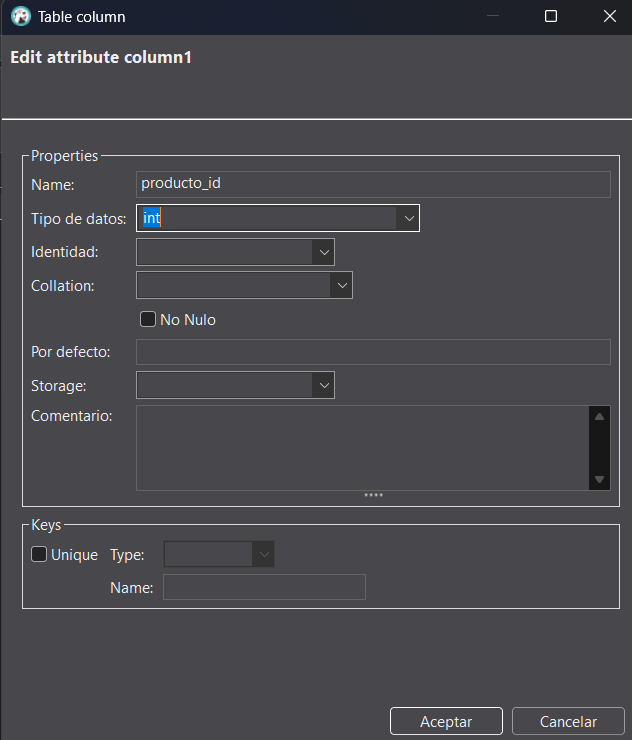 Table column
Edit attribute column1
Properties
Name: producto_id
Tipo de datos: int
Identidad:
Collation:
No Nulo
Por defecto:
Storage:
Comentario:
Keys
Unique Type:
Name:
Aceptar Cancelar